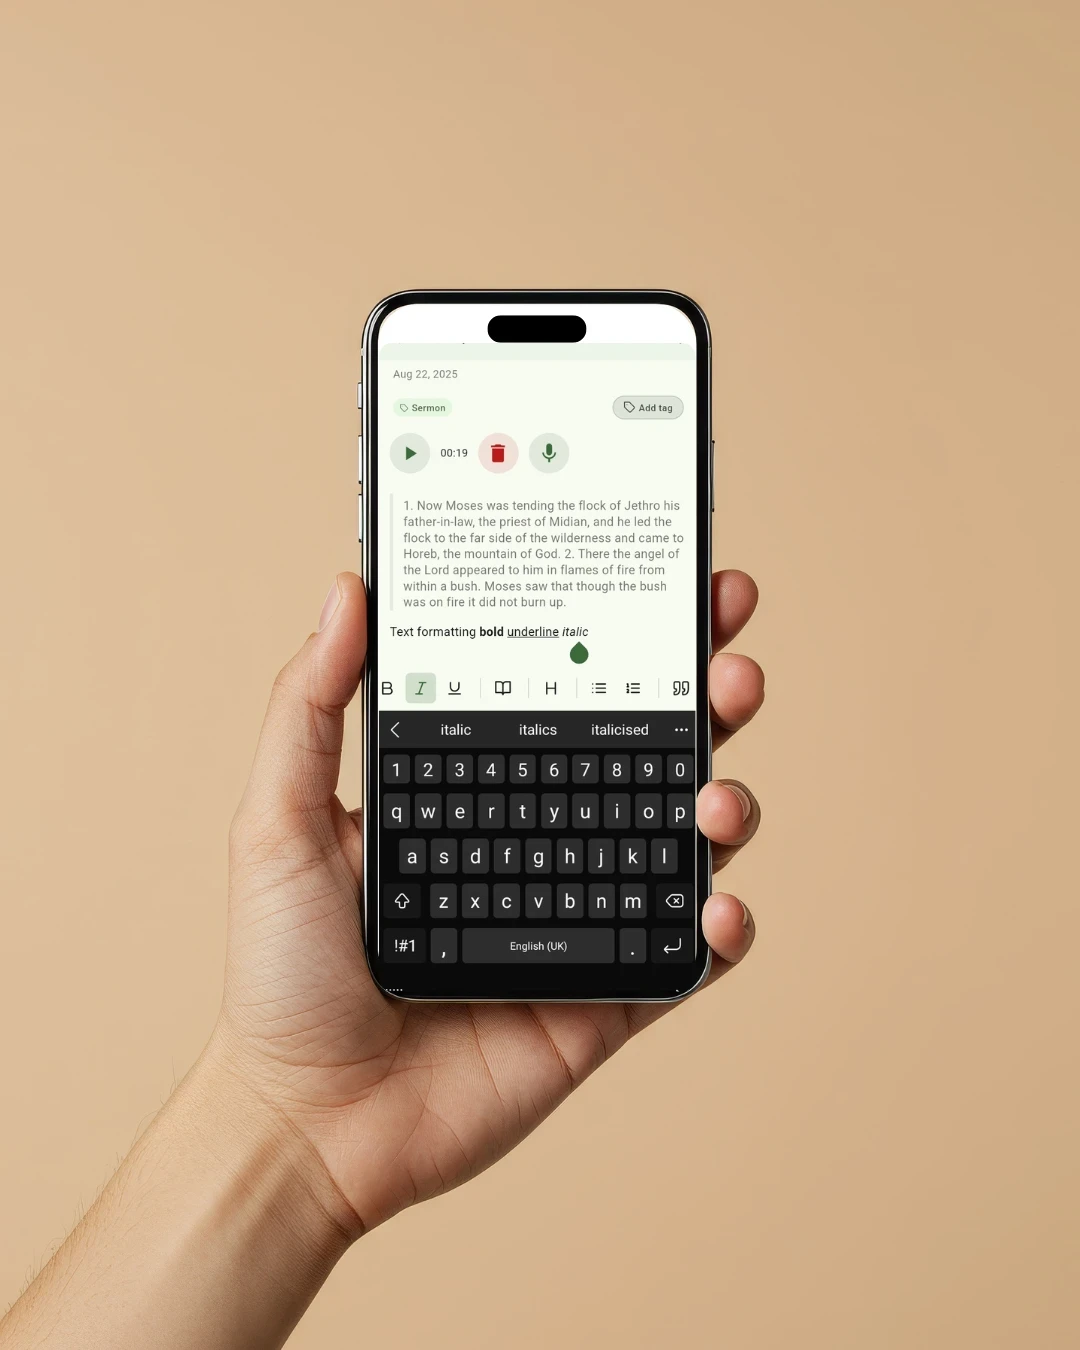 Aug 22, 2025
Sermon
Add tag
00:19
1. Now Moses was tending the flock of Jethro his
father-in-law, the priest of Midian, and he led the
flock to the far side of the wilderness and came to
Horeb, the mountain of God. 2. There the angel of
the Lord appeared to him in flames of fire from
within a bush. Moses saw that though the bush
was on fire it did not burn up.
Text formatting bold underline italic
B I U H
italic italics italicised
1 2 3 4 5 6 7 8 9 0
q w e r t y u i o p
a s d f g h j k l
z x c v b n m
!#1 , English (UK) .